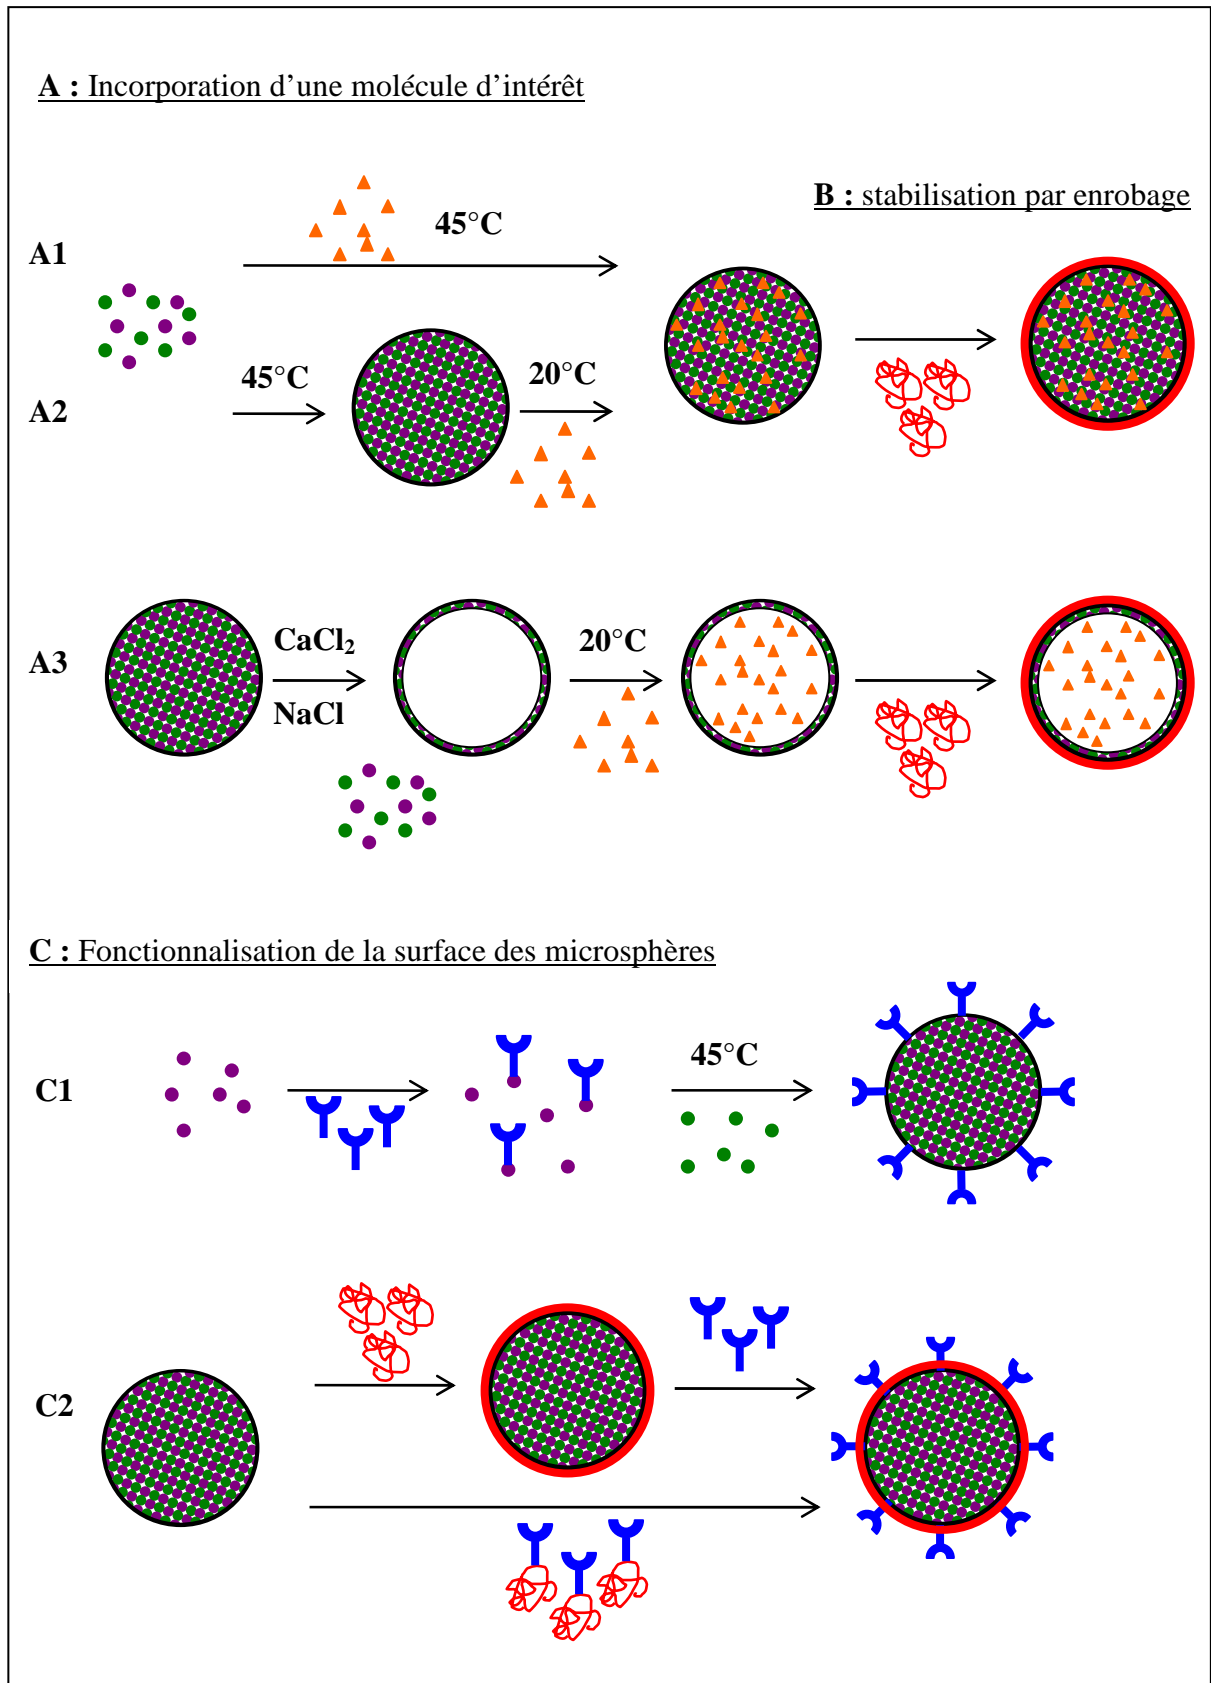 A : Incorporation d’une molécule d’intérêt
B : stabilisation par enrobage
A1
45°C
A2
45°C
20°C
A3
CaCl2
NaCl
20°C
C : Fonctionnalisation de la surface des microsphères
C1
45°C
C2